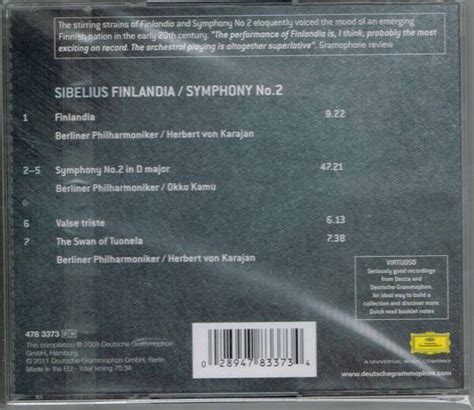 The stirring strains of Finlandia and Symphony No.2 eloquently voiced the mood of an emerging
Finnish nation in the early 20th century. "The performance of Finlandia is, I think, probably the most
exciting on record. The orchestral playing is altogether superlative". Gramophone review
SIBELIUS FINLANDIA / SYMPHONY No.2
1 Finlandia 9.22
Berliner Philharmoniker / Herbert von Karajan
2–5 Symphony No.2 in D major 47.21
Berliner Philharmoniker / Okko Kamu
6 Valse triste 6.13
7 The Swan of Tuonela 7.38
Berliner Philharmoniker / Herbert von Karajan
VIRTUOSO
Seriously good recordings
from Decca and
Deutsche Grammophon.
An ideal way to build a
collection and discover more
Quick read booklet notes
478 3373
This compilation ℗ 2008 Deutsche Grammophon
GmbH, Hamburg
© 2011 Deutsche Grammophon GmbH, Berlin
Made in the EU - Total timing 70.34
0 28947 83373 4
A UNIVERSAL MUSIC COMPANY
www.deutschegrammophon.com